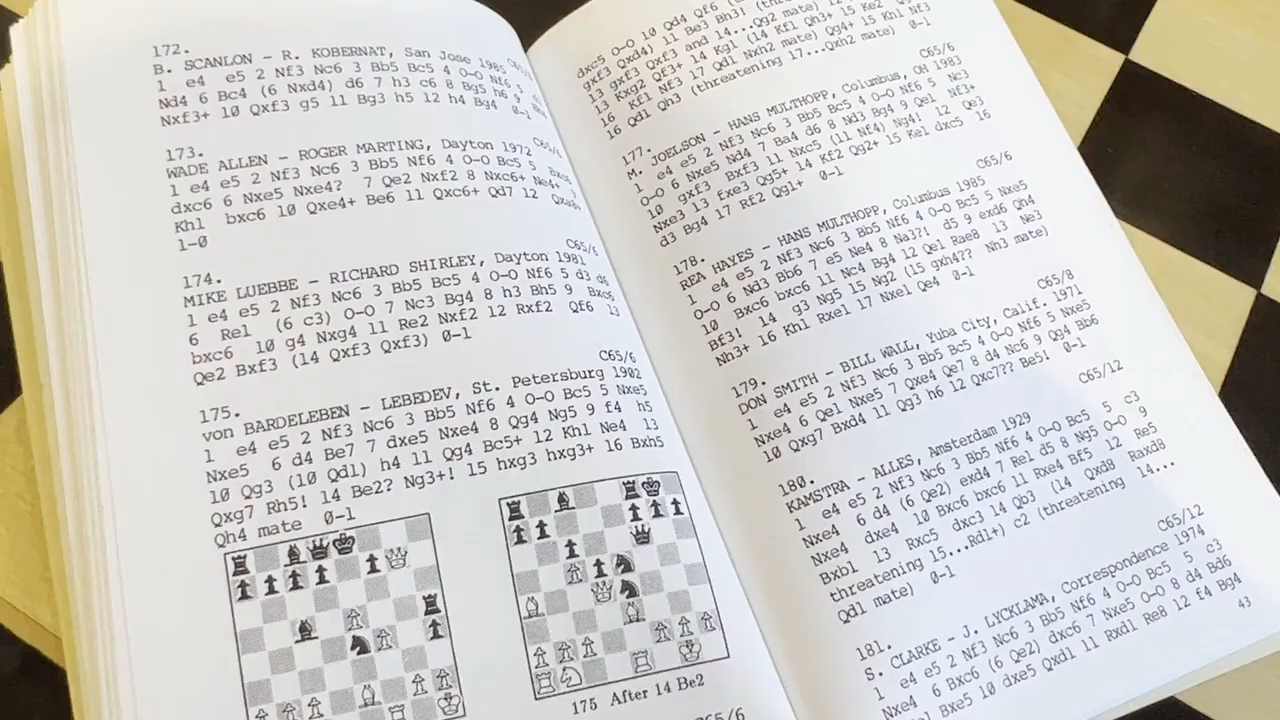 172.
B. SCANLON – R. KOBERNAT, San Jose 1985
1 e4 e5 2 Nf3 Nc6 3 Bb5 Bc5 4 O-O Nf6 5
Nd4 6 Bc4 (6 Nxd4) d6 7 h3 c6 8 Bg5 h6 9
Nxf3+ 10 Qxf3 g5 11 Bg3 h5 12 h4 Bg4 0-1
173.
WADE ALLEN – ROGER MARTING, Dayton 1972
1 e4 e5 2 Nf3 Nc6 3 Bb5 Nf6 4 O-O Bc5 5
dxc6 6 Nxe5 Nxe4? 7 Qe2 Nxf2 8 Nxc6+ Ne4+
Kh1 bxc6 10 Qxe4+ Be6 11 Qxc6+ Qd7 12
1-0
C65/6
174.
MIKE LUEBBE – RICHARD SHIRLEY, Dayton 1981
1 e4 e5 2 Nf3 Nc6 3 Bb5 Bc5 4 O-O Nf6 5 d3 d6
6 Re1 (6 c3) O-O 7 Nc3 Bg4 8 h3 Bh5 9 Bxc6
bxc6 10 g4 Nxg4 11 Re2 Nxf2 12 Rxf2 Qf6 13
Qe2 Bxf3 (14 Qxf3 Qxf3) 0-1
C65/6
175.
von BARDELEBEN – LEBEDEV, St. Petersburg 1902
1 e4 e5 2 Nf3 Nc6 3 Bb5 Nf6 4 O-O Bc5 5 Nxe5
Nxe5 6 d4 Be7 7 dxe5 Nxe4 8 Qg4 Ng5 9 f4 h5
10 Qg3 (10 Qd1) h4 11 Qg4 Bc5+ 12 Kh1 Ne4 13
Qxg7 Rh5! 14 Be2? Ng3+! 15 hxg3 hxg3+ 16 Bxh5
Qh4 mate 0-1
175 After 14 Be2
C65/6
dxc5 O-O 10 Qd4 Qf6
gxf3 Qxd4) 11 Be3 Bh3!
13 gxf3 Qxf3 and 14...Qg2 mate)
13 Kxg2 Qf3+ 14 Kg1 (14 Kf1 Qh3+ 15 Ke2
16 Kf1 Nf3 17 Qd1 Nxh2 mate) Qg4+ 15 Kh1 Nf3
16 Qd1 Qh3 (threatening 17...Qxh2 mate) 0-1
C65/6
177.
M. JOELSON – HANS MULTHOPP, Columbus, OH 1983
1 e4 e5 2 Nf3 Nc6 3 Bb5 Bc5 4 O-O Nf6 5 Nc3
O-O 6 Nxe5 Nd4 7 Ba4 d6 8 Nd3 Bg4 9 Qe1 Nf3+
10 gxf3 Bxf3 11 Nxc5 (11 Nf4) Ng4! 12 Qe3
Nxe3 13 fxe3 Qg5+ 14 Kf2 Qg2+ 15 Ke1 dxc5 16
d3 Bg4 17 Rf2 Qg1+ 0-1
C65/6
178.
REA HAYES – HANS MULTHOPP, Columbus 1985
1 e4 e5 2 Nf3 Nc6 3 Bb5 Nf6 4 O-O Bc5 5 Nxe5
O-O 6 Nd3 Bb6 7 e5 Ne4 8 Na3?! d5 9 exd6 Qh4
10 Bxc6 bxc6 11 Nc4 Bg4 12 Qe1 Rae8 13 Ne3
Bf3! 14 g3 Ng5 15 Ng2 (15 gxh4?? Nh3 mate)
Nh3+ 16 Kh1 Rxe1 17 Nxe1 Qe4 0-1
C65/8
179.
DON SMITH – BILL WALL, Yuba City, Calif. 1971
1 e4 e5 2 Nf3 Nc6 3 Bb5 Bc5 4 O-O Nf6 5 Nxe5
Nxe4 6 Qe1 Nxe5 7 Qxe4 Qe7 8 d4 Nc6 9 Qg4 Bb6
10 Qxg7 Bxd4 11 Qg3 h6 12 Qxc7?? Be5! 0-1
C65/12
180.
KAMSTRA – ALLES, Amsterdam 1929
1 e4 e5 2 Nf3 Nc6 3 Bb5 Nf6 4 O-O Bc5 5 c3
Nxe4 6 d4 (6 Qe2) exd4 7 Re1 d5 8 Ng5 O-O 9
Nxe4 dxe4 10 Bxc6 bxc6 11 Rxe4 Bf5 12 Re5
Bxb1 13 Rxc5 dxc3 14 Qb3 (14 Qxd8 Raxd8
threatening 15...Rd1+) c2 (threatening 14...
Qd1 mate) 0-1
C65/12
181.
S. CLARKE – J. LYCKLAMA, Correspondence 1974
1 e4 e5 2 Nf3 Nc6 3 Bb5 Nf6 4 O-O Bc5 5 c3
Nxe4 6 Bxc6 (6 Qe2) dxc6 7 Nxe5 O-O 8 d4 Bd6
Bxe5 10 dxe5 Qxd1 11 Rxd1 Re8 12 f4 Bg4
43